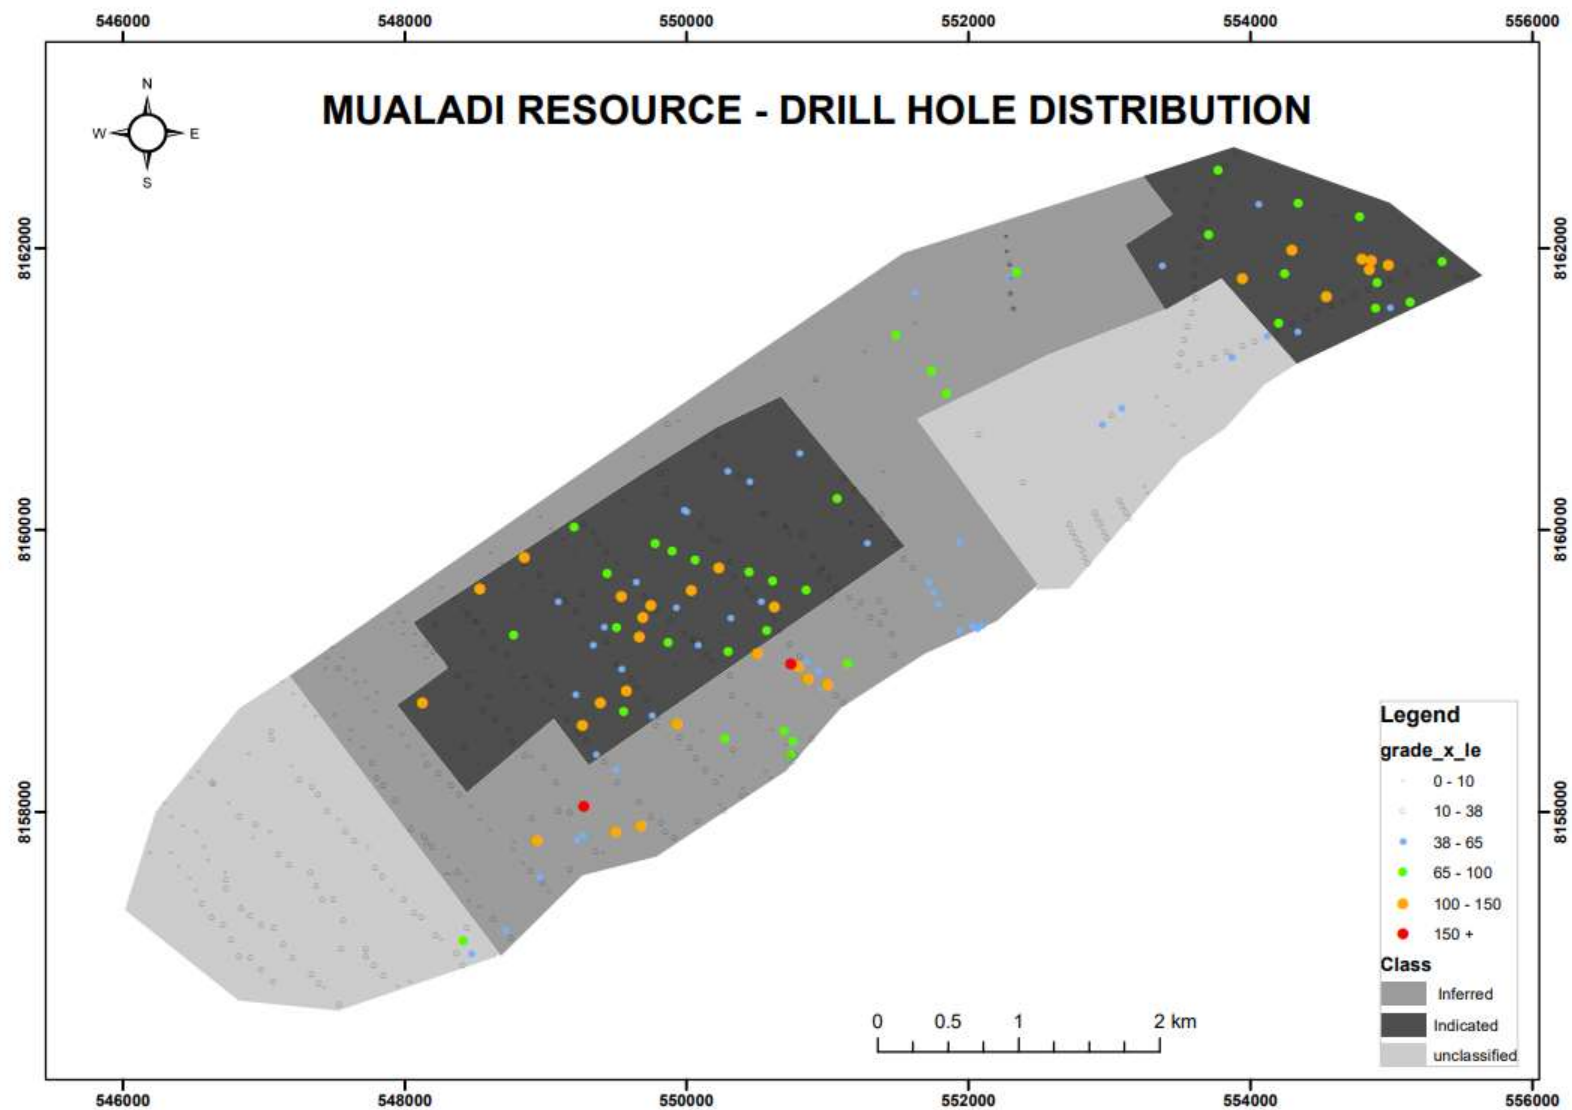 546000 548000 550000 552000 554000 556000
N
W E
S
MUALADI RESOURCE - DRILL HOLE DISTRIBUTION
8162000 8162000
8160000 8160000
8158000 8158000
Legend
grade_x_le
0 - 10
10 - 38
38 - 65
65 - 100
100 - 150
150 +
Class
Inferred
Indicated
unclassified
0 0.5 1 2 km
546000 548000 550000 552000 554000 556000